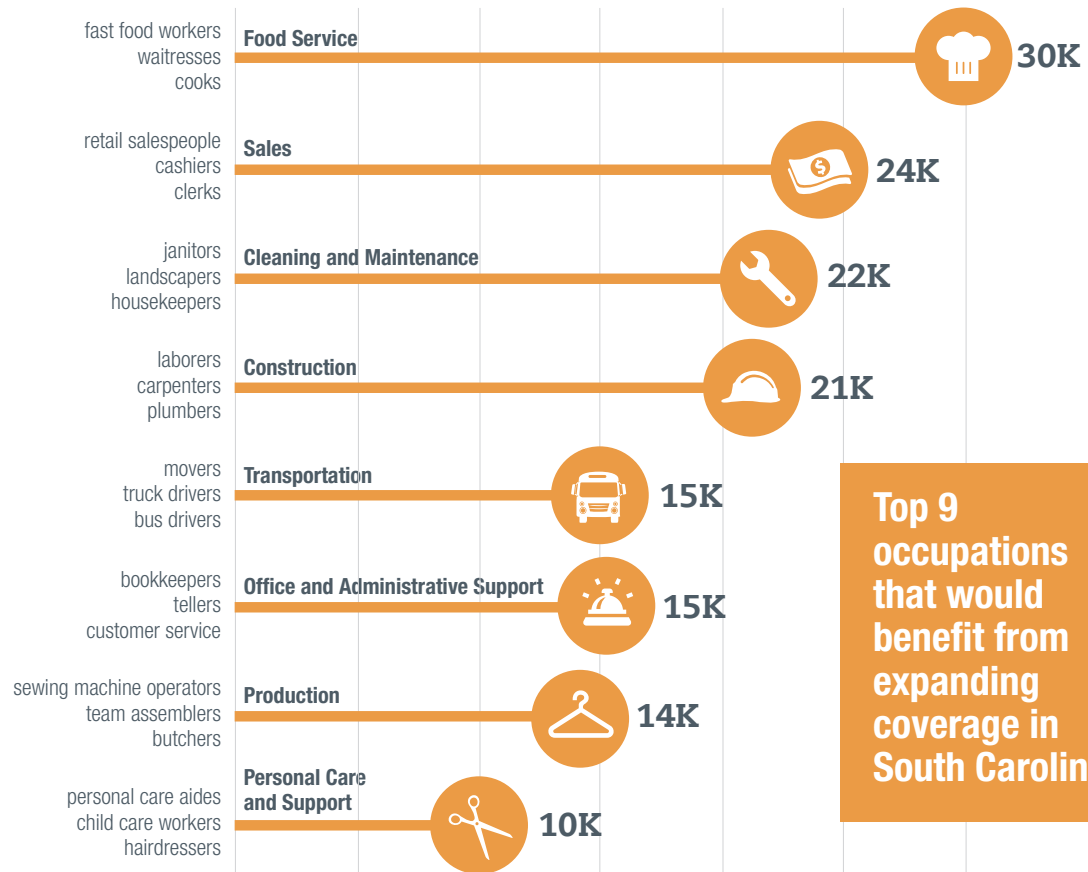 fast food workers
waitresses
cooks
Food Service
30K
retail salespeople
cashiers
clerks
Sales
$
24K
janitors
landscapers
housekeepers
Cleaning and Maintenance
22K
laborers
carpenters
plumbers
Construction
21K
movers
truck drivers
bus drivers
Transportation
15K
bookkeepers
tellers
customer service
Office and Administrative Support
15K
sewing machine operators
team assemblers
butchers
Production
14K
personal care aides
child care workers
hairdressers
Personal Care
and Support
10K
Top 9
occupations
that would
benefit from
expanding
coverage in
South Carolin